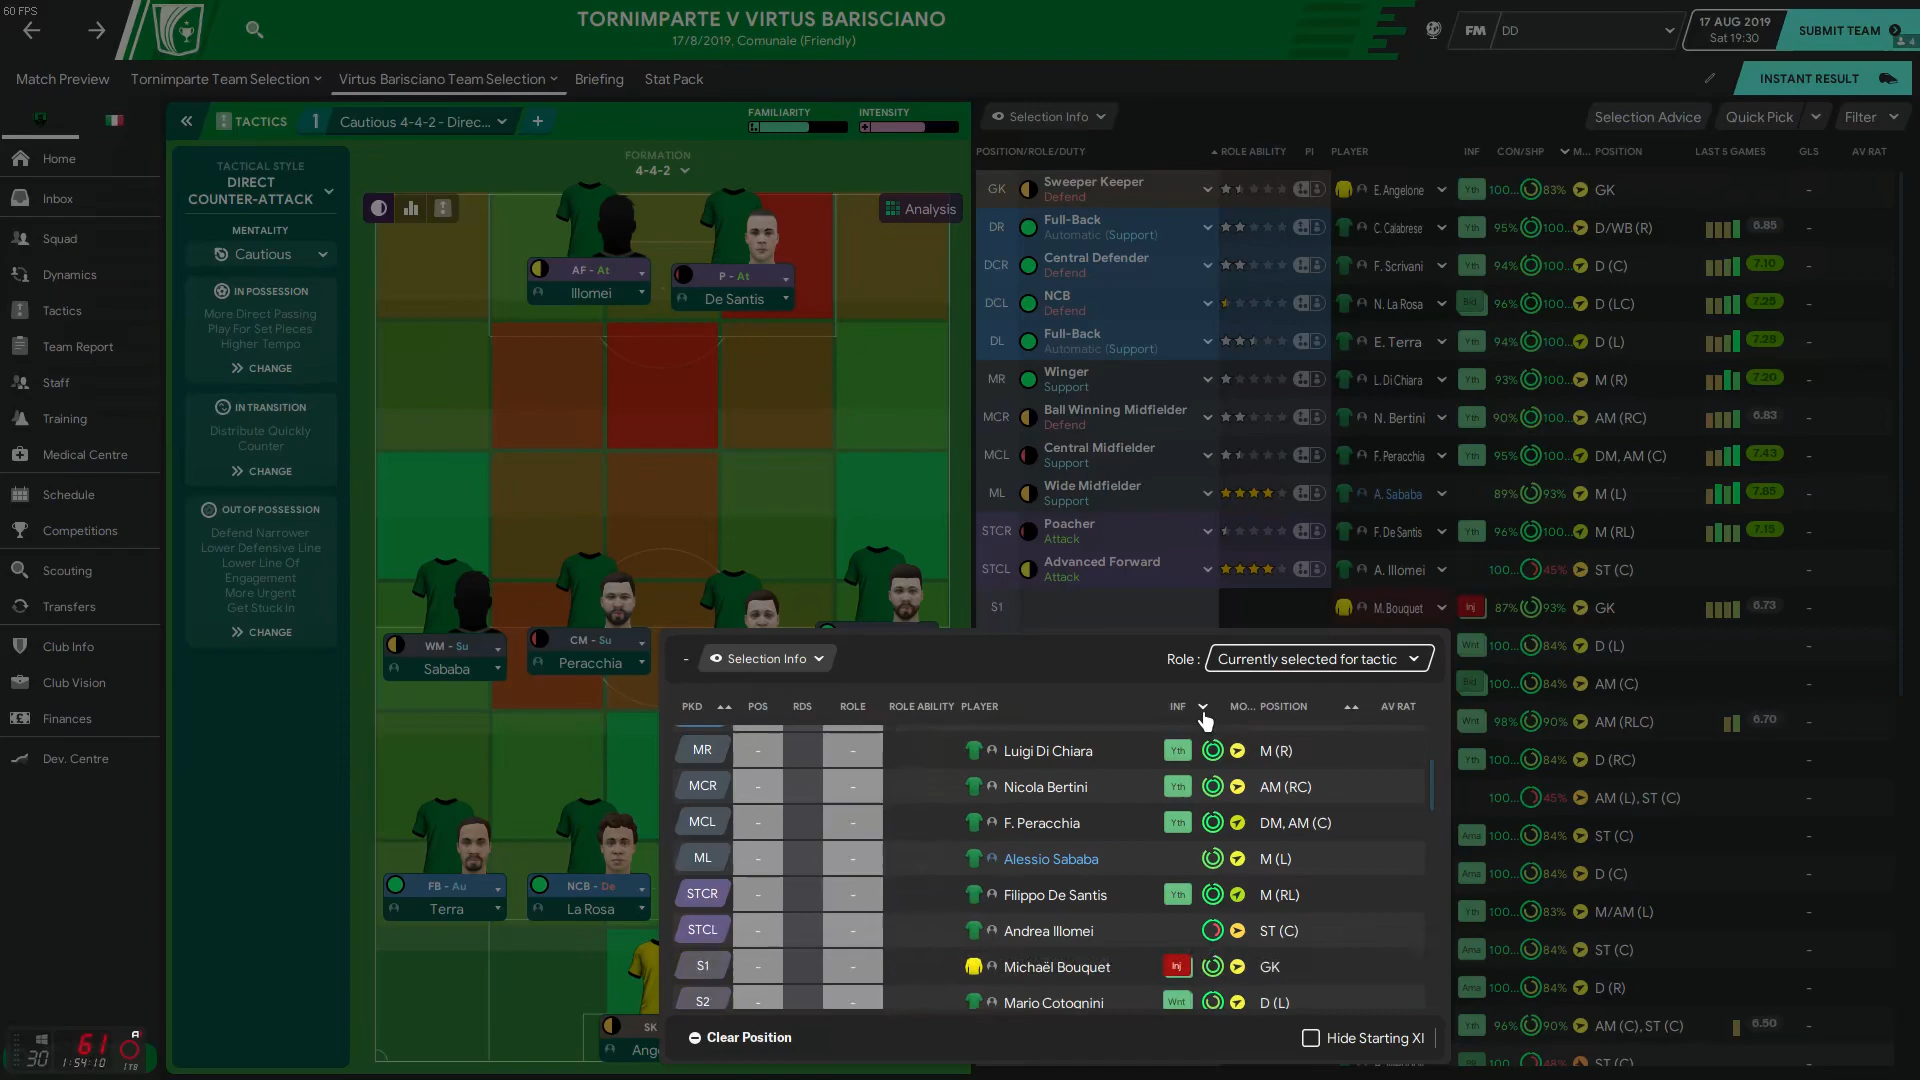 60 FPS
TORNIMPARTE V VIRTUS BARISCIANO
17/8/2019, Comunale (Friendly)
FM
DD
17 AUG 2019
Sat 19:30
SUBMIT TEAM
4
Match Preview
Tornimparte Team Selection
Virtus Barisciano Team Selection
Briefing
Stat Pack
INSTANT RESULT
TACTICS
1
Cautious 4-4-2 - Direc...
+
FAMILIARITY
INTENSITY
Selection Info
Selection Advice
Quick Pick
Filter
Home
Inbox
Squad
Dynamics
Tactics
Team Report
Staff
Training
Medical Centre
Schedule
Competitions
Scouting
Transfers
Club Info
Club Vision
Finances
Dev. Centre
TACTICAL STYLE
DIRECT
COUNTER-ATTACK
MENTALITY
Cautious
IN POSSESSION
More Direct Passing
Play For Set Pieces
Higher Tempo
CHANGE
IN TRANSITION
Distribute Quickly
Counter
CHANGE
OUT OF POSSESSION
Defend Narrower
Lower Defensive Line
Lower Line Of
Engagement
More Urgent
Get Stuck In
CHANGE
FORMATION
4-4-2
Analysis
AF - At
Illomei
P - At
De Santis
WM - Su
Sababa
CM - Su
Peracchia
FB - Au
Terra
NCB - De
La Rosa
SK
Ang
POSITION/ROLE/DUTY ROLE ABILITY PI PLAYER INF CON/SHP M... POSITION LAST 5 GAMES GLS AV RAT
GK Sweeper Keeper Defend E. Angelone Yth 100... 83% GK -
DR Full-Back Automatic (Support) C. Calabrese Yth 95% 100... D/WB (R) 6.85 -
DCR Central Defender Defend F. Scrivani Yth 94% 100... D (C) 7.10 -
DCL NCB Defend N. La Rosa Bid 96% 100... D (LC) 7.25 -
DL Full-Back Automatic (Support) E. Terra Yth 94% 100... D (L) 7.28 -
MR Winger Support L. Di Chiara Yth 93% 100... M (R) 7.20 -
MCR Ball Winning Midfielder Defend N. Bertini Yth 90% 100... AM (RC) 6.83 -
MCL Central Midfielder Support F. Peracchia Yth 95% 100... DM, AM (C) 7.43 -
ML Wide Midfielder Support A. Sababa 89% 93% M (L) 7.85 -
STCR Poacher Attack F. De Santis Yth 96% 100... M (RL) 7.15 -
STCL Advanced Forward Attack A. Illomei 100... 45% ST (C) -
S1 M. Bouquet Inj 87% 93% GK 6.73 -
Wnt 100... 84% D (L) -
Bid 100... 84% AM (C) -
Wnt 98% 90% AM (RLC) 6.70 -
Yth 100... 84% D (RC) -
100... 45% AM (L), ST (C) -
Ama 100... 84% ST (C) -
Ama 100... 84% D (C) -
Yth 100... 83% M/AM (L) -
Ama 100... 84% ST (C) -
Ama 100... 84% D (R) -
Yth 96% 90% AM (C), ST (C) 6.50 -
100... 48% ST (C) -
- Selection Info
Role : Currently selected for tactic
PKD POS RDS ROLE ROLE ABILITY PLAYER INF MO... POSITION AV RAT
MR - - Luigi Di Chiara Yth M (R)
MCR - - Nicola Bertini Yth AM (RC)
MCL - - F. Peracchia Yth DM, AM (C)
ML - - Alessio Sababa M (L)
STCR - - Filippo De Santis Yth M (RL)
STCL - - Andrea Illomei ST (C)
S1 - - Michaël Bouquet Inj GK
S2 - - Mario Cotognini Wnt D (L)
Clear Position
Hide Starting XI
30
61
1:54:10
A
1TB